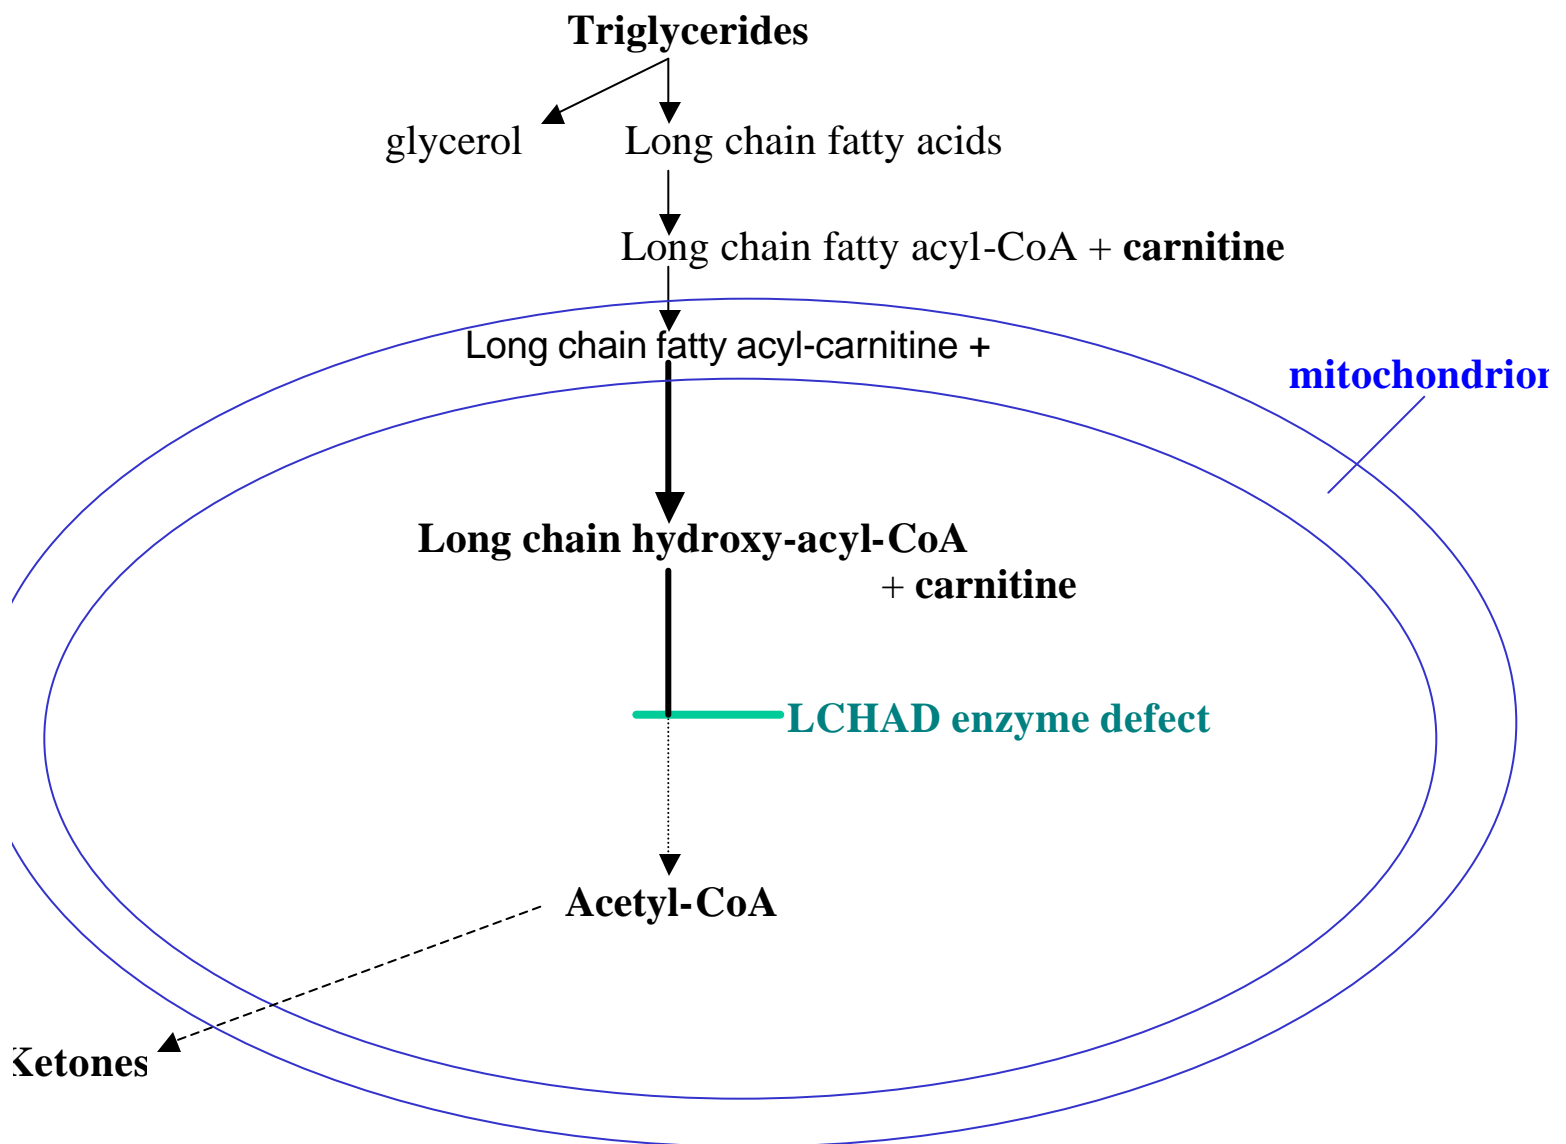 Triglycerides
glycerol
Long chain fatty acids
Long chain fatty acyl-CoA + carnitine
Long chain fatty acyl-carnitine +
mitochondrion
Long chain hydroxy-acyl-CoA
+ carnitine
LCHAD enzyme defect
Acetyl-CoA
Ketones